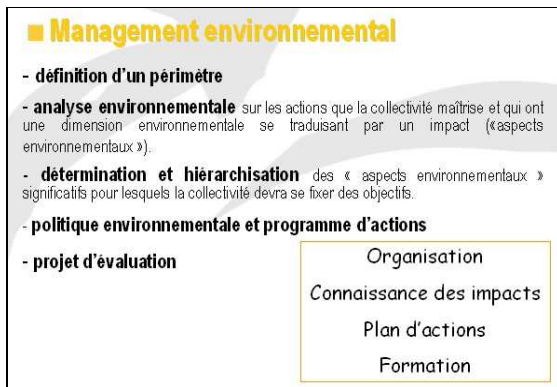 ■ Management environnemental
- définition d'un périmètre
- analyse environnementale sur les actions que la collectivité maîtrise et qui ont
une dimension environnementale se traduisant par un impact («aspects
environnementaux »).
- détermination et hiérarchisation des « aspects environnementaux »
significatifs pour lesquels la collectivité devra se fixer des objectifs.
- politique environnementale et programme d'actions
- projet d'évaluation
Organisation
Connaissance des impacts
Plan d'actions
Formation